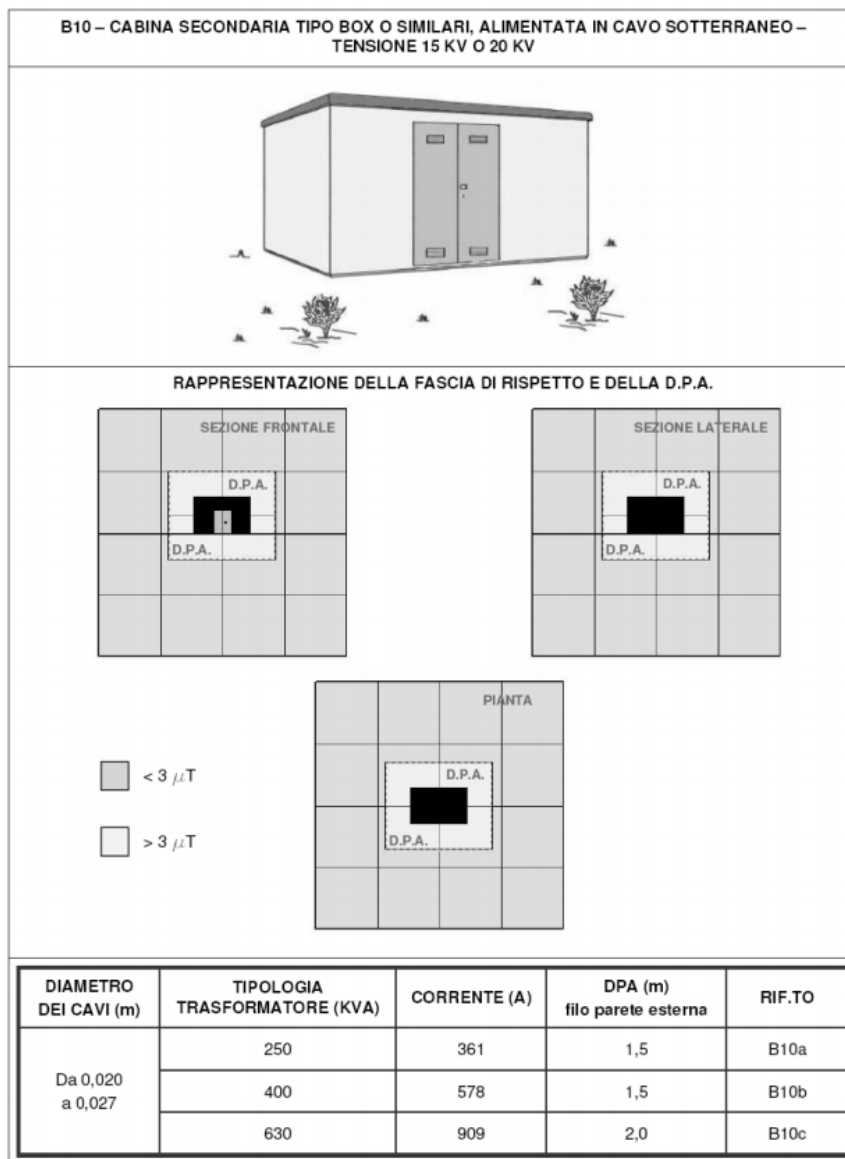 B10 – CABINA SECONDARIA TIPO BOX O SIMILARI, ALIMENTATA IN CAVO SOTTERRANEO –
TENSIONE 15 KV O 20 KV
RAPPRESENTAZIONE DELLA FASCIA DI RISPETTO E DELLA D.P.A.
SEZIONE FRONTALE
D.P.A.
D.P.A.
SEZIONE LATERALE
D.P.A.
D.P.A.
PIANTA
D.P.A.
D.P.A.
< 3 μT
> 3 μT
DIAMETRO DEI CAVI (m)
TIPOLOGIA TRASFORMATORE (KVA)
CORRENTE (A)
DPA (m)
filo parete esterna
RIF.TO
Da 0,020
a 0,027
250 361 1,5 B10a
400 578 1,5 B10b
630 909 2,0 B10c